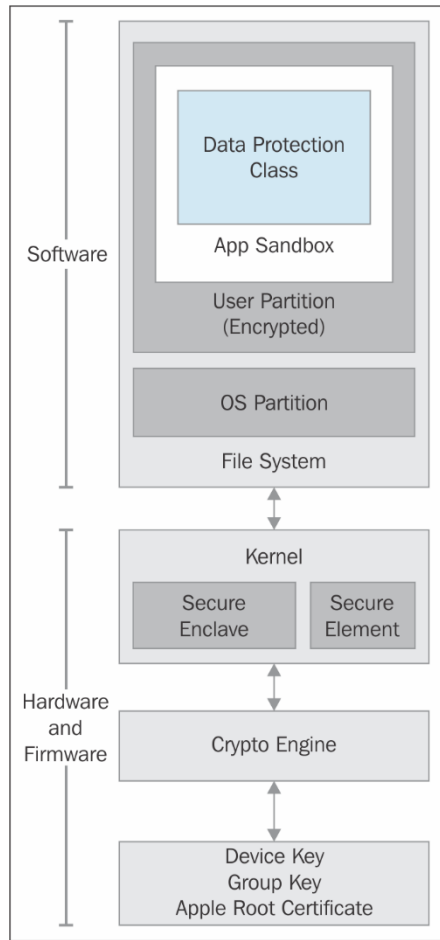 Data Protection
Class
App Sandbox
User Partition
(Encrypted)
OS Partition
File System
Software
Kernel
Secure
Enclave
Secure
Element
Crypto Engine
Device Key
Group Key
Apple Root Certificate
Hardware
and
Firmware